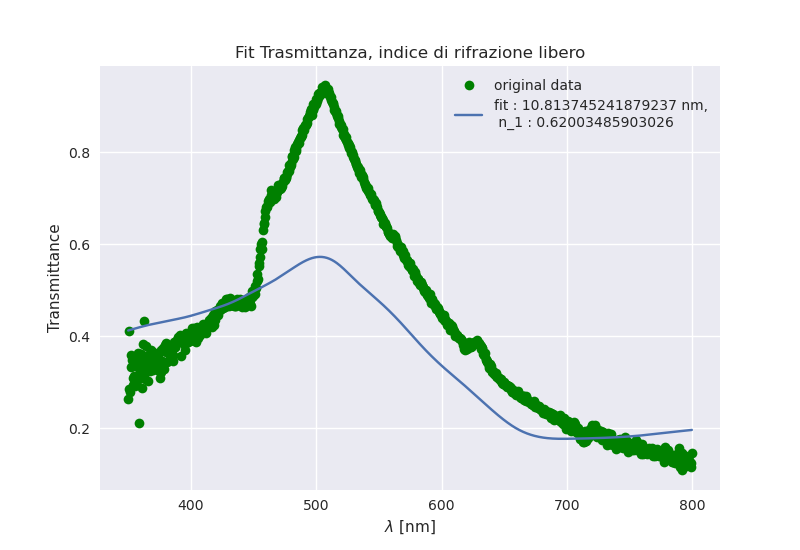 Fit Trasmittanza, indice di rifrazione libero
original data
fit : 10.813745241879237 nm,
n_1 : 0.62003485903026
Transmittance
0.8
0.6
0.4
0.2
400
500
600
700
800
λ [nm]